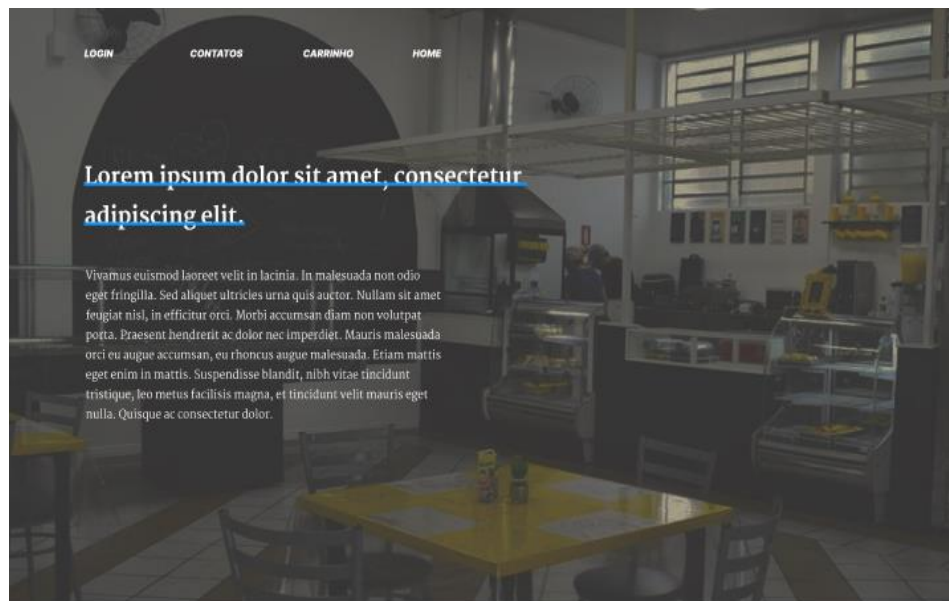 LOGIN CONTATOS CARRINHO HOME
Lorem ipsum dolor sit amet, consectetur
adipiscing elit.
Vivamus euismod laoreet velit in lacinia. In malesuada non odio
eget fringilla. Sed aliquet ultricies urna quis auctor. Nullam sit amet
feugiat nisl, in efficitur orci. Morbi accumsan diam non volutpat
porta. Praesent hendrerit ac dolor nec imperdiet. Mauris malesuada
orci eu augue accumsan, eu rhoncus augue malesuada. Etiam mattis
eget enim in mattis. Suspendisse blandit, nibh vitae tincidunt
tristique, leo metus facilisis magna, et tincidunt velit mauris eget
nulla. Quisque ac consectetur dolor.